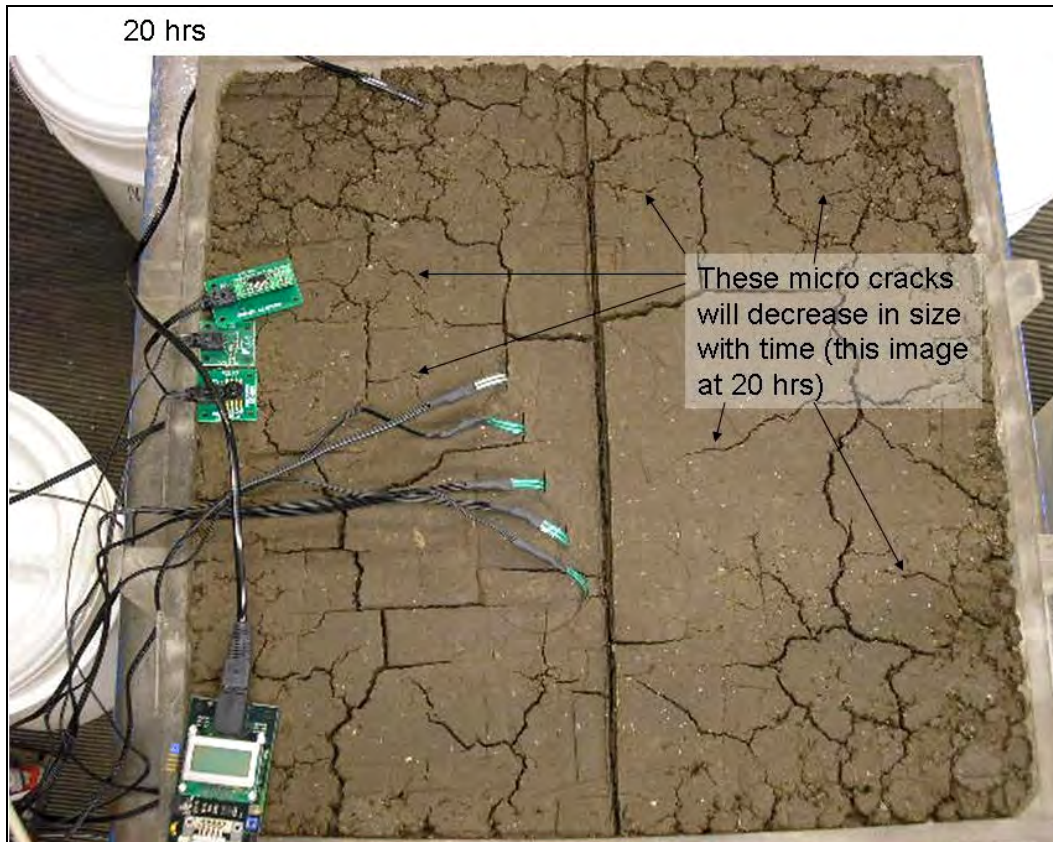 20 hrs
These micro cracks
will decrease in size
with time (this image
at 20 hrs)